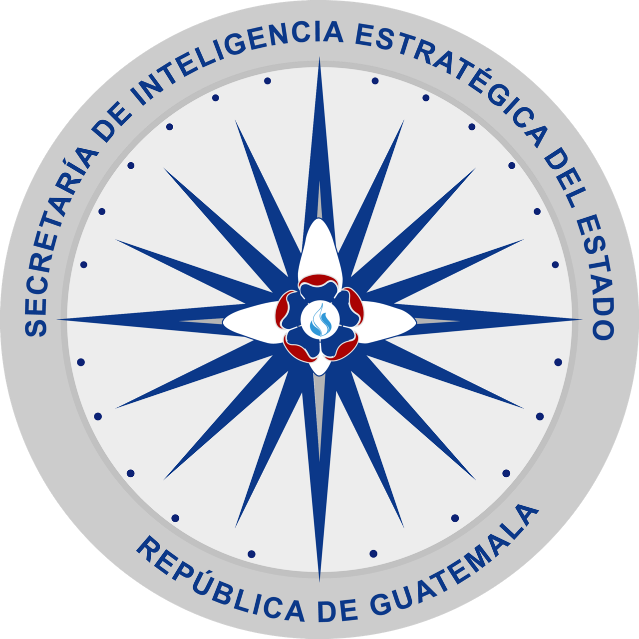 SECRETARÍA DE INTELIGENCIA ESTRATÉGICA DEL ESTADO
REPÚBLICA DE GUATEMALA